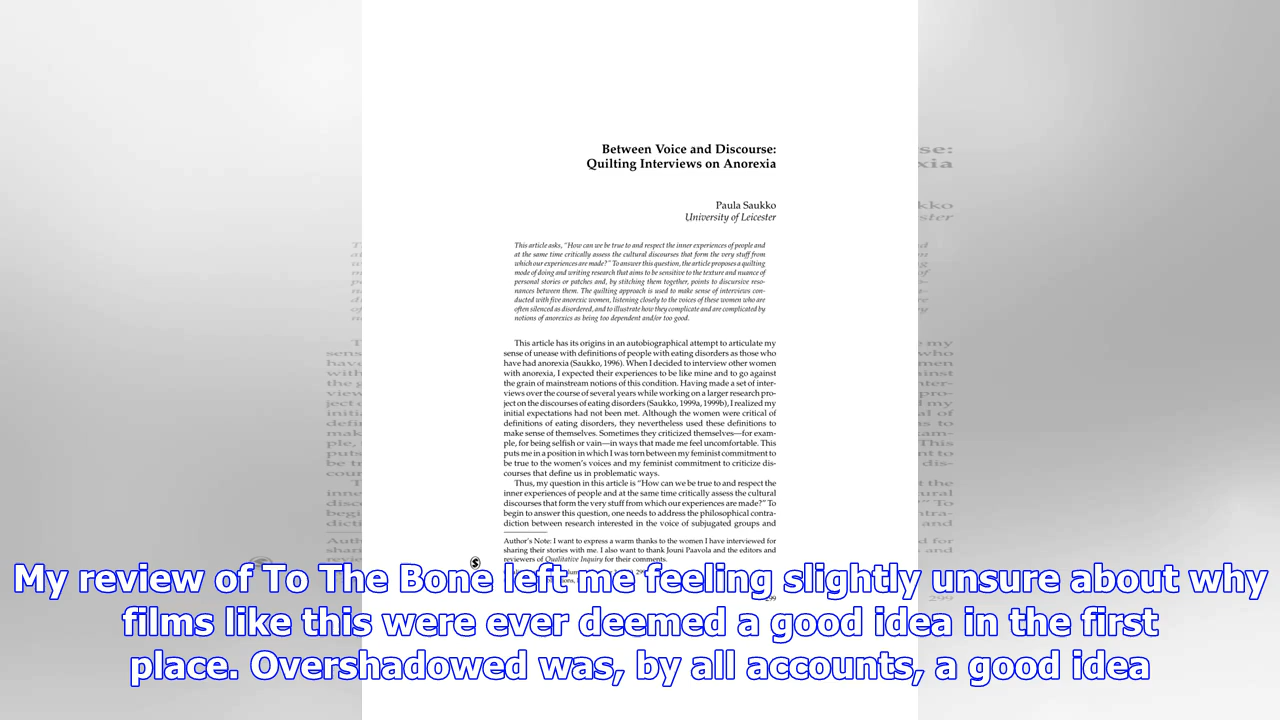 Between Voice and Discourse:
Quilting Interviews on Anorexia
Paula Saukko
University of Leicester
This article asks, "How can we be true to and respect the inner experiences of people and
at the same time critically assess the cultural discourses that form the very stuff from
which our experiences are made?" To answer this question, the article proposes a quilting
mode of doing and writing research that aims to be sensitive to the texture and nuance of
personal stories or patches and, by stitching them together, points to discursive reso-
nances between them. The quilting approach is used to make sense of interviews con-
ducted with five anorexic women, listening closely to the voices of these women who are
often silenced as disordered, and to illustrate how they complicate and are complicated by
notions of anorexics as being too dependent and/or too good.
This article has its origins in an autobiographical attempt to articulate my
sense of unease with definitions of people with eating disorders as those who
have had anorexia (Saukko, 1996). When I decided to interview other women
with anorexia, I expected their experiences to be like mine and to go against
the grain of mainstream notions of this condition. Having made a set of inter-
views over the course of several years while working on a larger research pro-
ject on the discourses of eating disorders (Saukko, 1999a, 1999b), I realized my
initial expectations had not been met. Although the women were critical of
definitions of eating disorders, they nevertheless used these definitions to
make sense of themselves. Sometimes they criticized themselves—for exam-
ple, for being selfish or vain—in ways that made me feel uncomfortable. This
puts me in a position in which I was torn between my feminist commitment to
be true to the women's voices and my feminist commitment to criticize dis-
courses that define us in problematic ways.
Thus, my question in this article is "How can we be true to and respect the
inner experiences of people and at the same time critically assess the cultural
discourses that form the very stuff from which our experiences are made?" To
begin to answer this question, one needs to address the philosophical contra-
diction between research interested in the voice of subjugated groups and
Author's Note: I want to express a warm thanks to the women I have interviewed for
sharing their stories with me. I also want to thank Jouni Paavola and the editors and
reviewers of Qualitative Inquiry for their comments.
299
My review of To The Bone left me feeling slightly unsure about why
films like this were ever deemed a good idea in the first
place. Overshadowed was, by all accounts, a good idea